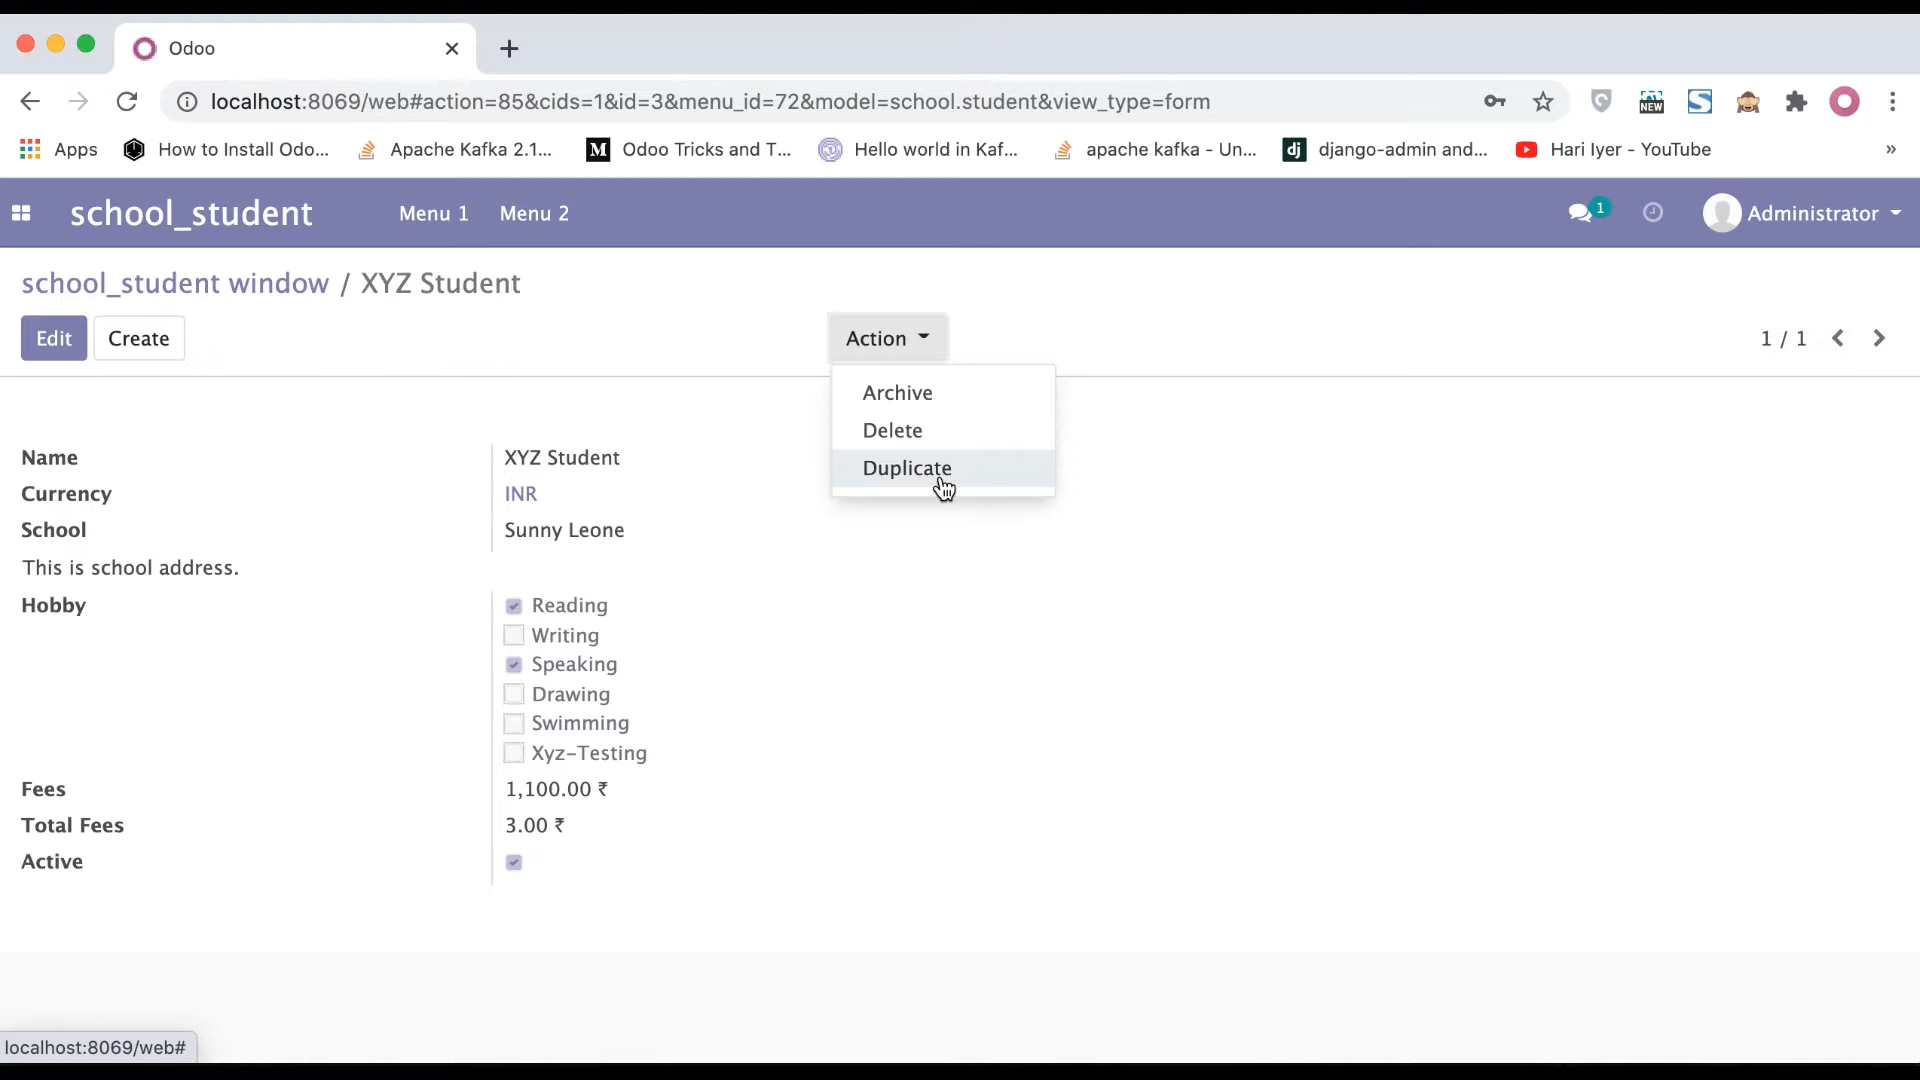 Odoo
localhost:8069/web#action=85&cids=1&id=3&menu_id=72&model=school.student&view_type=form
NEW
Apps How to Install Odo... Apache Kafka 2.1... M Odoo Tricks and T... Hello world in Kaf... apache kafka - Un... dj django-admin and... Hari Iyer - YouTube »
school_student Menu 1 Menu 2 1 Administrator
school_student window / XYZ Student
Edit Create Action 1 / 1
Archive
Delete
Duplicate
Name XYZ Student
Currency INR
School Sunny Leone
This is school address.
Hobby Reading
Writing
Speaking
Drawing
Swimming
Xyz-Testing
Fees 1,100.00 ₹
Total Fees 3.00 ₹
Active
localhost:8069/web#